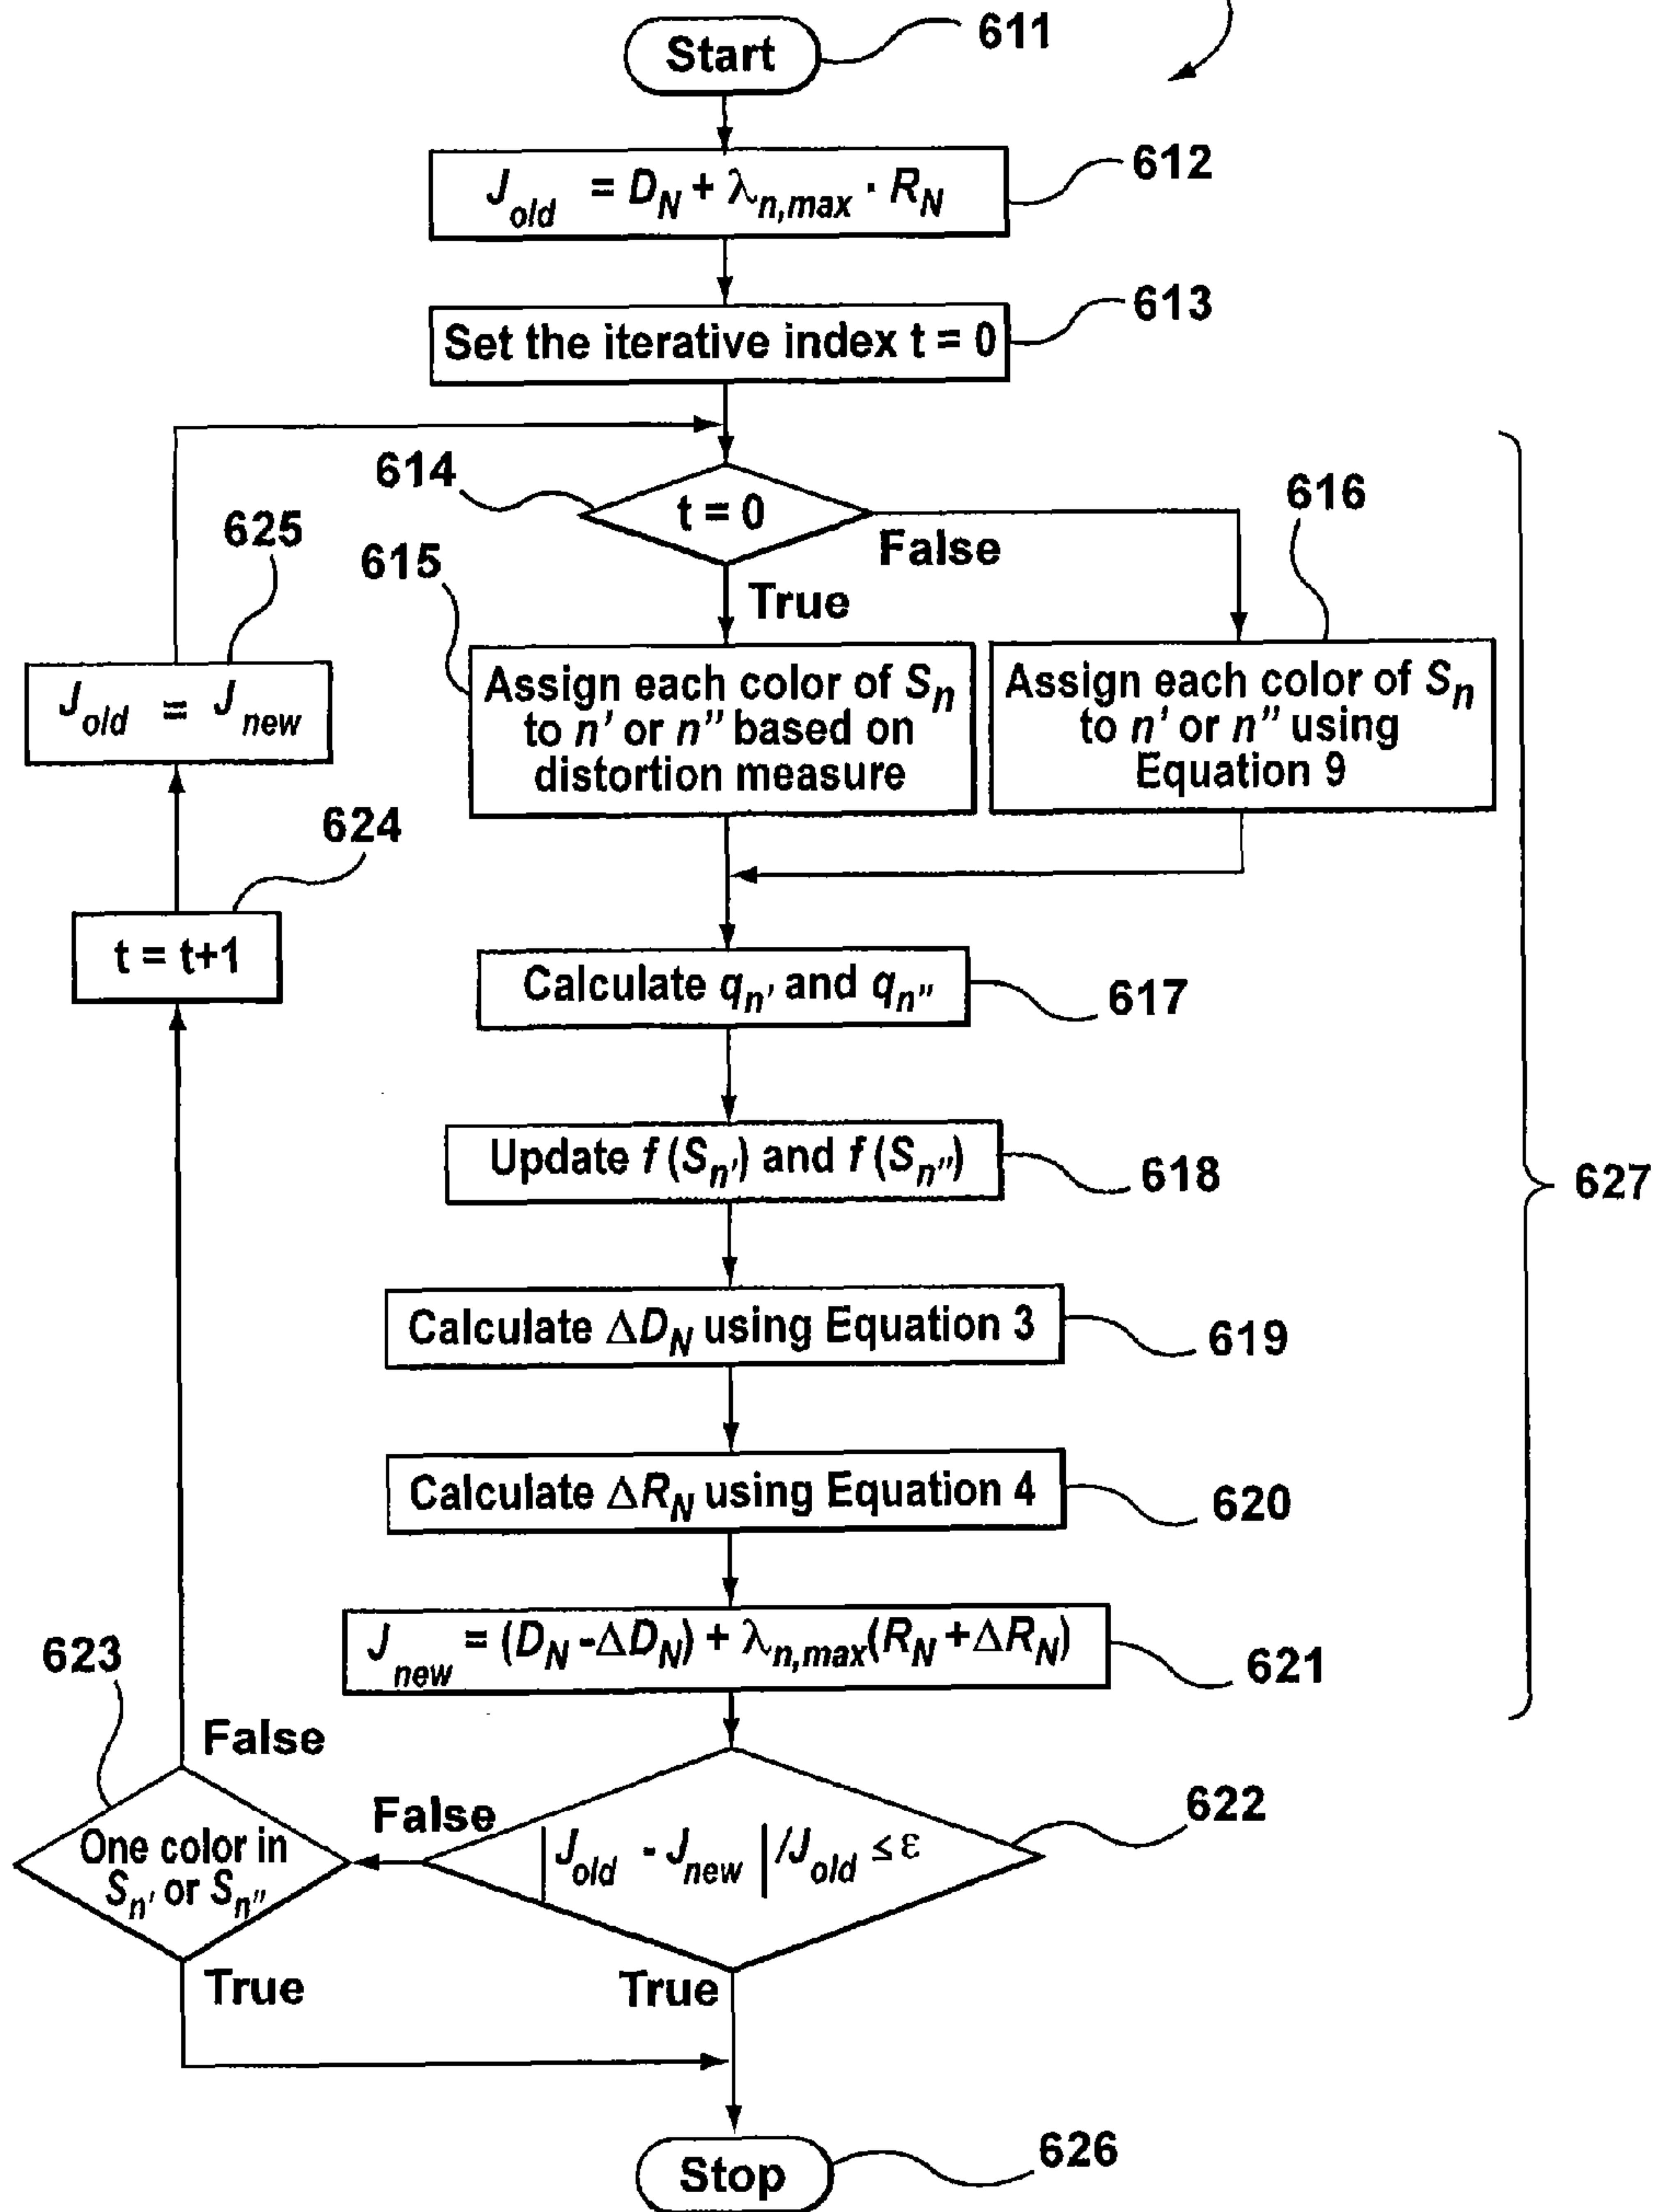 Start
611
J_old = D_N + λ_n,max · R_N
612
Set the iterative index t = 0
613
614
t = 0
False
True
616
625
615
J_old = J_new
Assign each color of S_n
to n' or n" based on
distortion measure
Assign each color of S_n
to n' or n" using
Equation 9
624
t = t+1
Calculate q_n' and q_n"
617
Update f (S_n') and f (S_n")
618
627
Calculate ΔD_N using Equation 3
619
Calculate ΔR_N using Equation 4
620
J_new = (D_N - ΔD_N) + λ_n,max(R_N + ΔR_N)
621
623
False
False
622
One color in
S_n' or S_n"
|J_old - J_new|/J_old ≤ ε
True
True
Stop
626